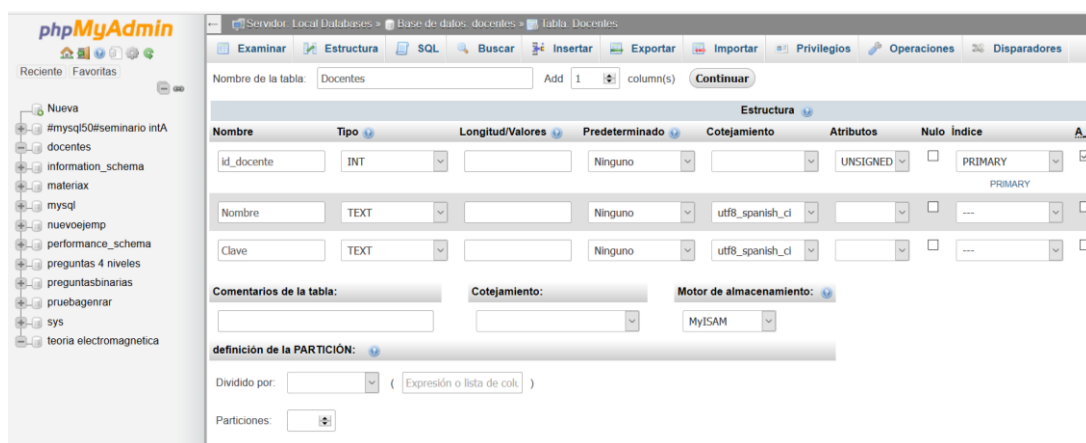 phpMyAdmin
Reciente Favoritas
Nueva
#mysql50#seminario intA
docentes
information_schema
materiax
mysql
nuevoejemp
performance_schema
preguntas 4 niveles
preguntasbinarias
pruebagenrar
sys
teoria electromagnetica
Servidor: Local Databases » Base de datos: docentes » Tabla: Docentes
Examinar Estructura SQL Buscar Insertar Exportar Importar Privilegios Operaciones Disparadores
Nombre de la tabla: Docentes Add 1 column(s) Continuar
Estructura
Nombre Tipo Longitud/Valores Predeterminado Cotejamiento Atributos Nulo Índice A_
id_docente INT Ninguno UNSIGNED PRIMARY
PRIMARY
Nombre TEXT Ninguno utf8_spanish_ci ---
Clave TEXT Ninguno utf8_spanish_ci ---
Comentarios de la tabla: Cotejamiento: Motor de almacenamiento:
MyISAM
definición de la PARTICIÓN:
Dividido por: ( Expresión o lista de colu )
Particiones: